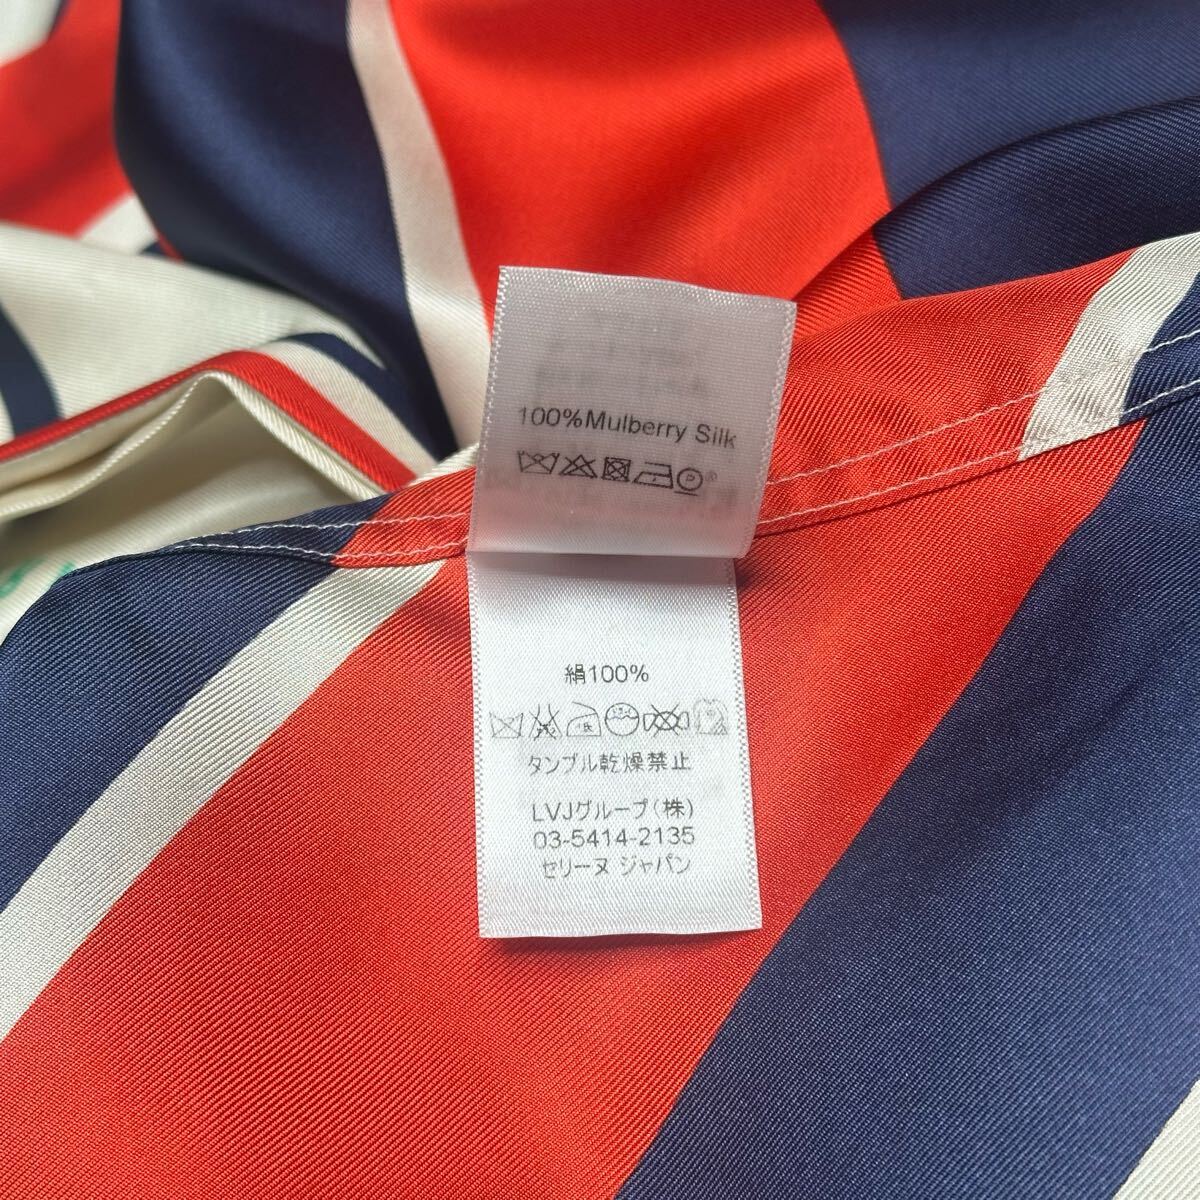 100%Mulberry Silk
P
絹100%
タンブル乾燥禁止
LVJグループ(株)
03-5414-2135
セリーヌ ジャパン